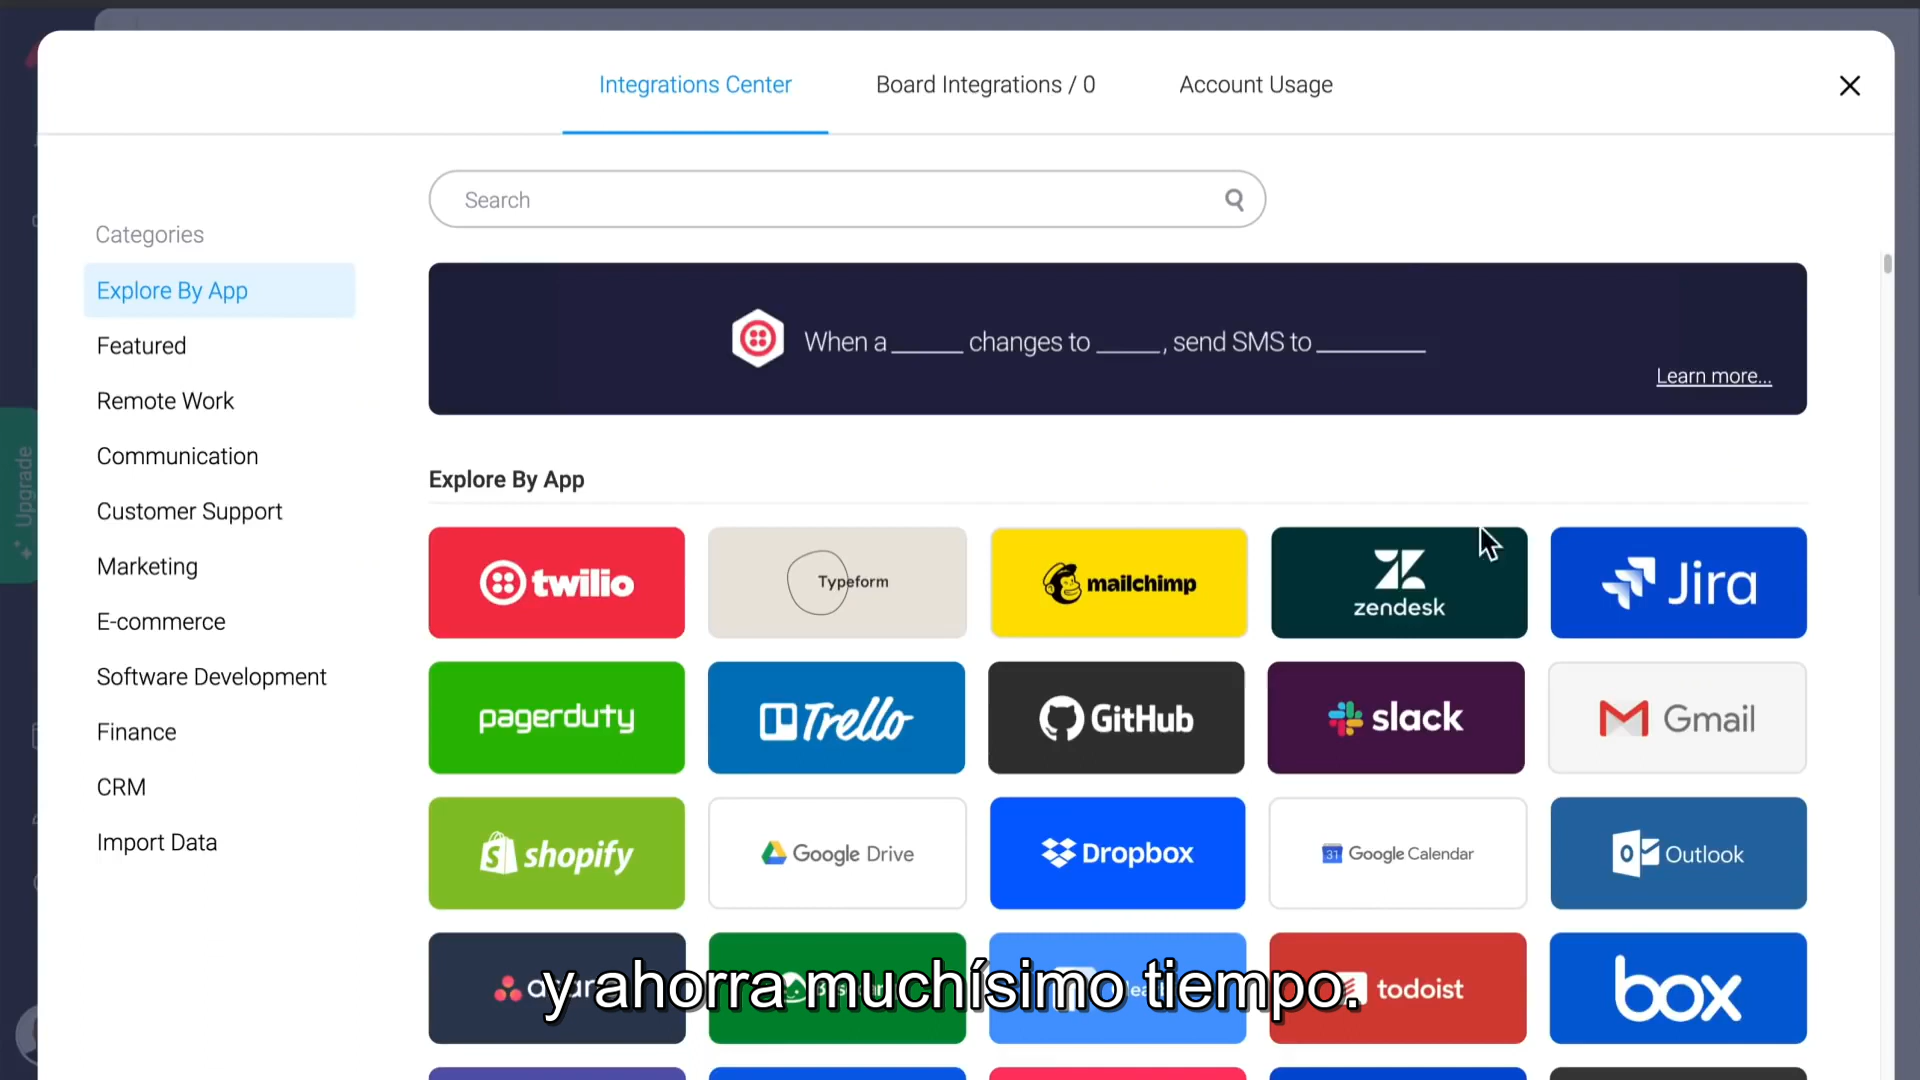 Integrations Center
Board Integrations / 0
Account Usage
Search
Categories
Explore By App
Featured
Remote Work
Communication
Customer Support
Marketing
E-commerce
Software Development
Finance
CRM
Import Data
Upgrade
When a ______ changes to _____, send SMS to _________
Learn more...
Explore By App
twilio
Typeform
mailchimp
zendesk
Jira
pagerduty
Trello
GitHub
slack
Gmail
shopify
Google Drive
Dropbox
31 Google Calendar
Outlook
todoist
box
y ahorra muchísimo tiempo.